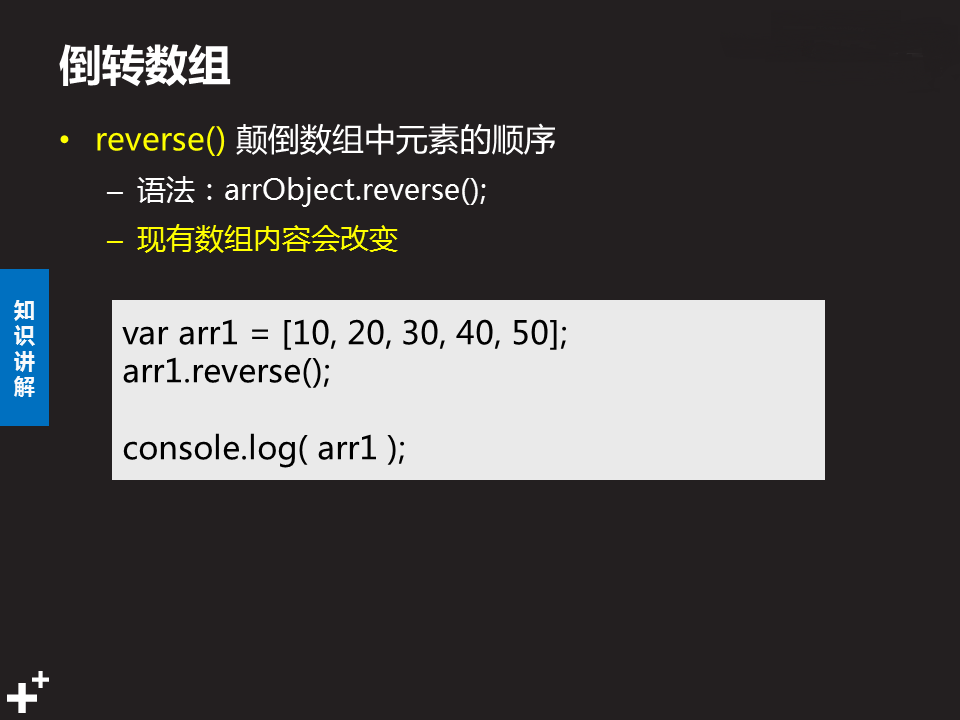 倒转数组
• reverse() 颠倒数组中元素的顺序
– 语法：arrObject.reverse();
– 现有数组内容会改变
知识讲解
var arr1 = [10, 20, 30, 40, 50];
arr1.reverse();
console.log( arr1 );